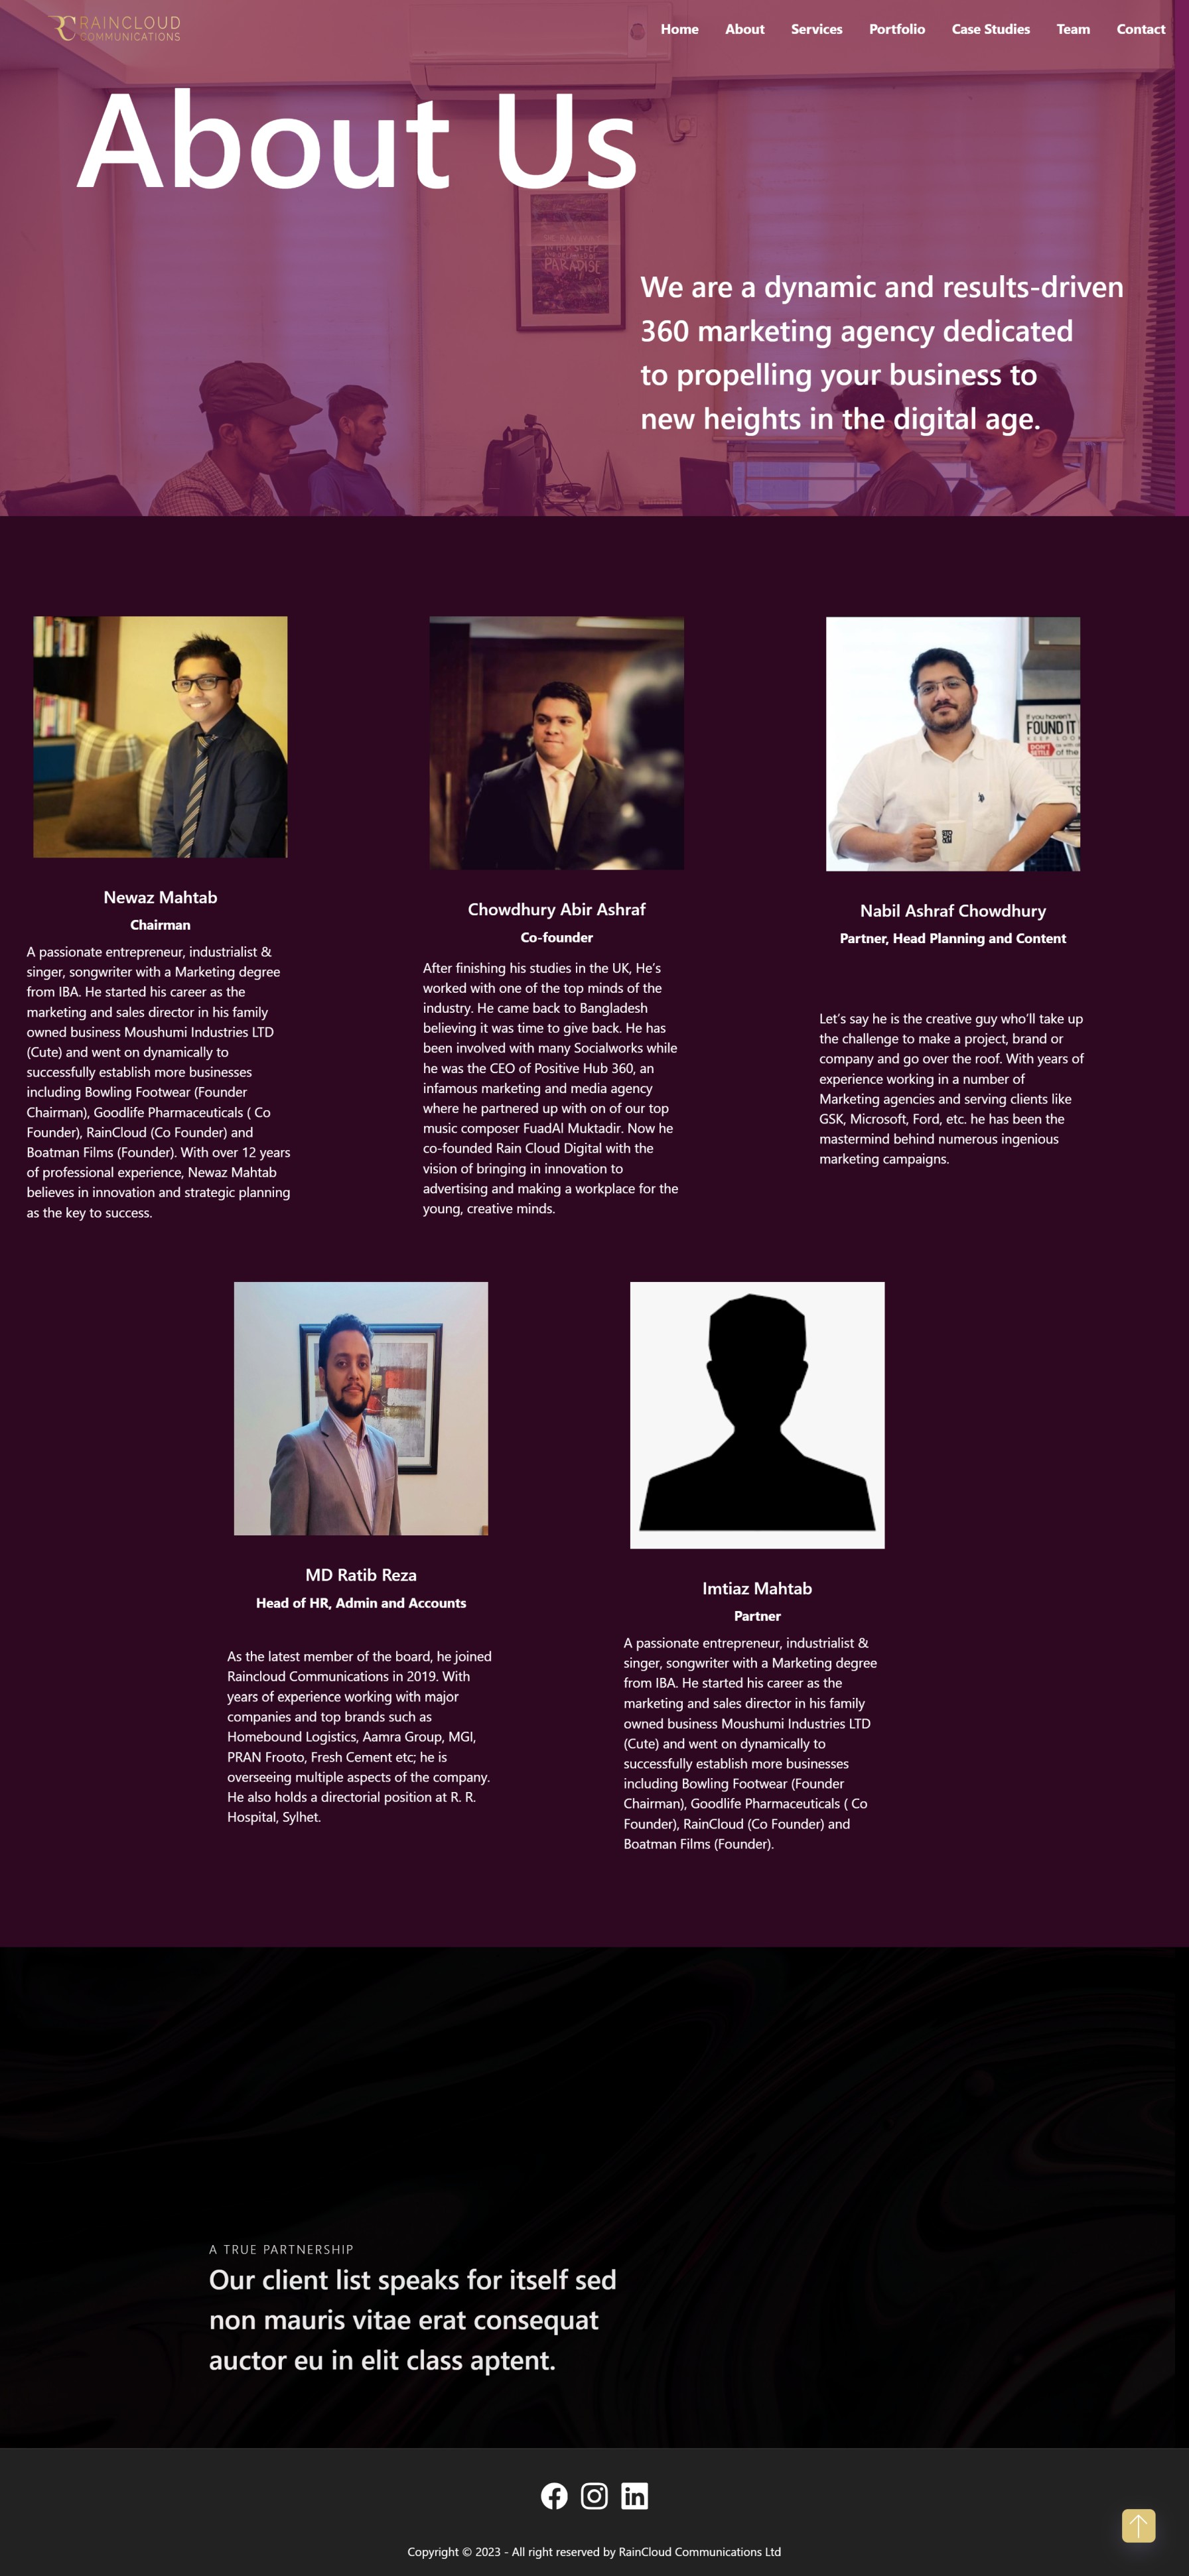 RAINCLOUD
COMMUNICATIONS
Home About Services Portfolio Case Studies Team Contact
About Us
PARADISE
We are a dynamic and results-driven
360 marketing agency dedicated
to propelling your business to
new heights in the digital age.
If you haven't
FOUND IT
KEEP LOOK
DON'T
SETTLE
of the
Newaz Mahtab
Chairman
A passionate entrepreneur, industrialist &
singer, songwriter with a Marketing degree
from IBA. He started his career as the
marketing and sales director in his family
owned business Moushumi Industries LTD
(Cute) and went on dynamically to
successfully establish more businesses
including Bowling Footwear (Founder
Chairman), Goodlife Pharmaceuticals ( Co
Founder), RainCloud (Co Founder) and
Boatman Films (Founder). With over 12 years
of professional experience, Newaz Mahtab
believes in innovation and strategic planning
as the key to success.
Chowdhury Abir Ashraf
Co-founder
After finishing his studies in the UK, He's
worked with one of the top minds of the
industry. He came back to Bangladesh
believing it was time to give back. He has
been involved with many Socialworks while
he was the CEO of Positive Hub 360, an
infamous marketing and media agency
where he partnered up with on of our top
music composer FuadAl Muktadir. Now he
co-founded Rain Cloud Digital with the
vision of bringing in innovation to
advertising and making a workplace for the
young, creative minds.
Nabil Ashraf Chowdhury
Partner, Head Planning and Content
Let's say he is the creative guy who'll take up
the challenge to make a project, brand or
company and go over the roof. With years of
experience working in a number of
Marketing agencies and serving clients like
GSK, Microsoft, Ford, etc. he has been the
mastermind behind numerous ingenious
marketing campaigns.
MD Ratib Reza
Head of HR, Admin and Accounts
As the latest member of the board, he joined
Raincloud Communications in 2019. With
years of experience working with major
companies and top brands such as
Homebound Logistics, Aamra Group, MGI,
PRAN Frooto, Fresh Cement etc; he is
overseeing multiple aspects of the company.
He also holds a directorial position at R. R.
Hospital, Sylhet.
Imtiaz Mahtab
Partner
A passionate entrepreneur, industrialist &
singer, songwriter with a Marketing degree
from IBA. He started his career as the
marketing and sales director in his family
owned business Moushumi Industries LTD
(Cute) and went on dynamically to
successfully establish more businesses
including Bowling Footwear (Founder
Chairman), Goodlife Pharmaceuticals ( Co
Founder), RainCloud (Co Founder) and
Boatman Films (Founder).
A TRUE PARTNERSHIP
Our client list speaks for itself sed
non mauris vitae erat consequat
auctor eu in elit class aptent.
Copyright © 2023 - All right reserved by RainCloud Communications Ltd